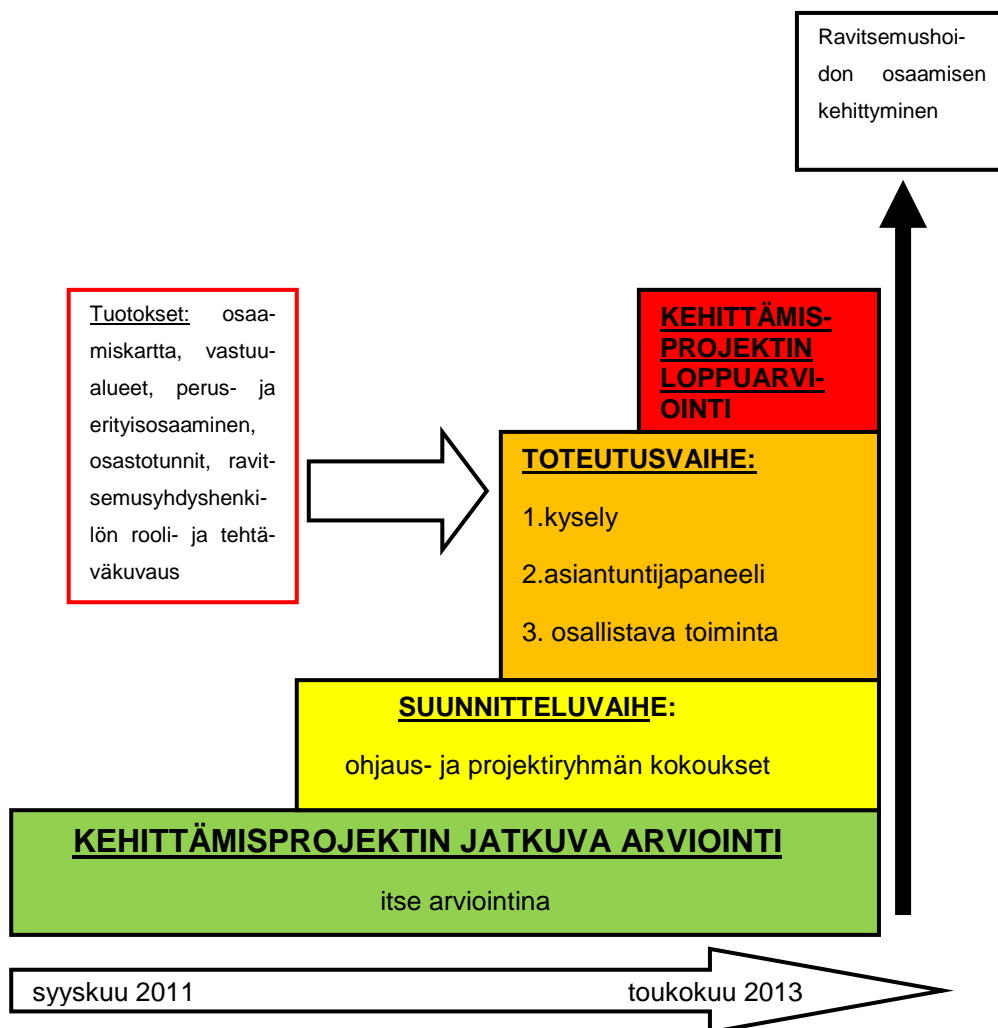 Ravitsemushoi-
don osaamisen
kehittyminen
Tuotokset: osaa-
miskartta, vastuu-
alueet, perus- ja
erityisosaaminen,
osastotunnit, ravit-
semusyhdyshenki-
lön rooli- ja tehtä-
väkuvaus
KEHITTÄMIS-
PROJEKTIN
LOPPUARVI-
OINTI
TOTEUTUSVAIHE:
1.kysely
2.asiantuntijapaneeli
3. osallistava toiminta
SUUNNITTELUVAIHE:
ohjaus- ja projektiryhmän kokoukset
KEHITTÄMISPROJEKTIN JATKUVA ARVIOINTI
itse arviointina
syyskuu 2011 toukokuu 2013